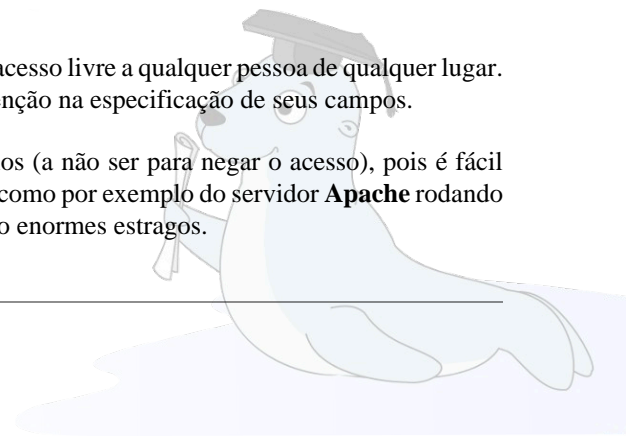 acesso livre a qualquer pessoa de qualquer lugar.
enção na especificação de seus campos.
os (a não ser para negar o acesso), pois é fácil
como por exemplo do servidor Apache rodando
o enormes estragos.